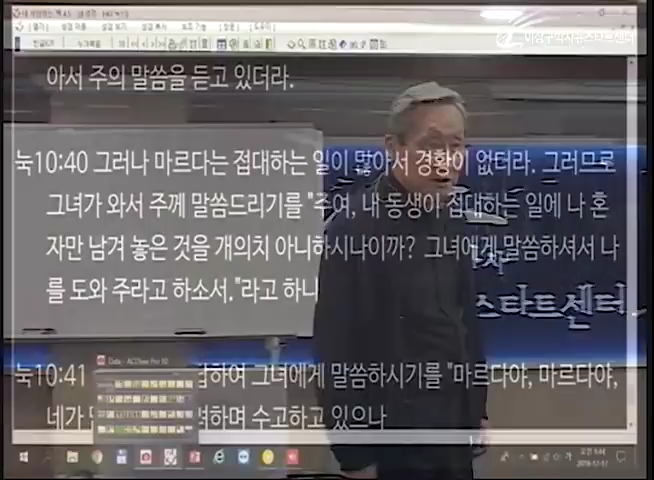 아서 주의 말씀을 듣고 있더라.
눅10:40 그러나 마르다는 접대하는 일이 많아서 경황이 없더라. 그러므로
그녀가 와서 주께 말씀드리기를 "주여, 내 동생이 접대하는 일에 나 혼
자만 남겨 놓은 것을 개의치 아니하시나이까? 그녀에게 말씀하셔서 나
를 도와 주라고 하소서."라고 하니
스타트센터
눅10:41 하여 그녀에게 말씀하시기를 "마르다야, 마르다야,
네가 려하며 수고하고 있으나